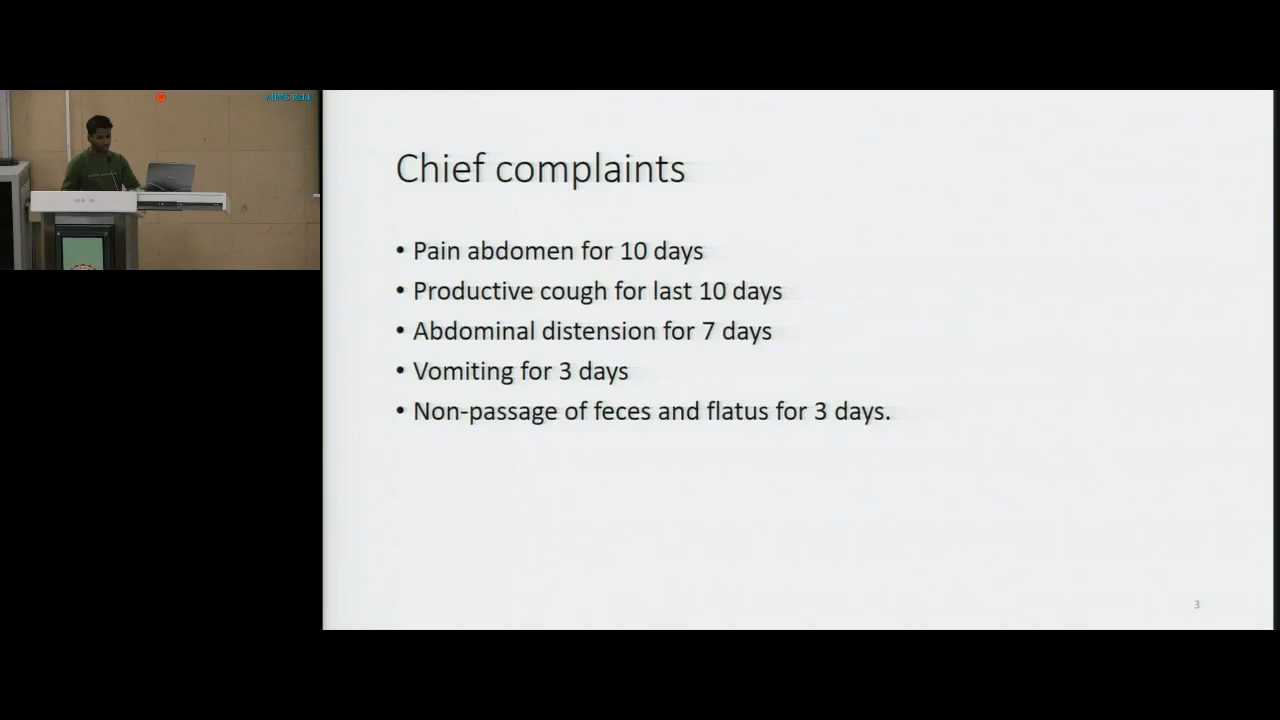 Chief complaints
• Pain abdomen for 10 days
• Productive cough for last 10 days
• Abdominal distension for 7 days
• Vomiting for 3 days
• Non-passage of feces and flatus for 3 days.
3